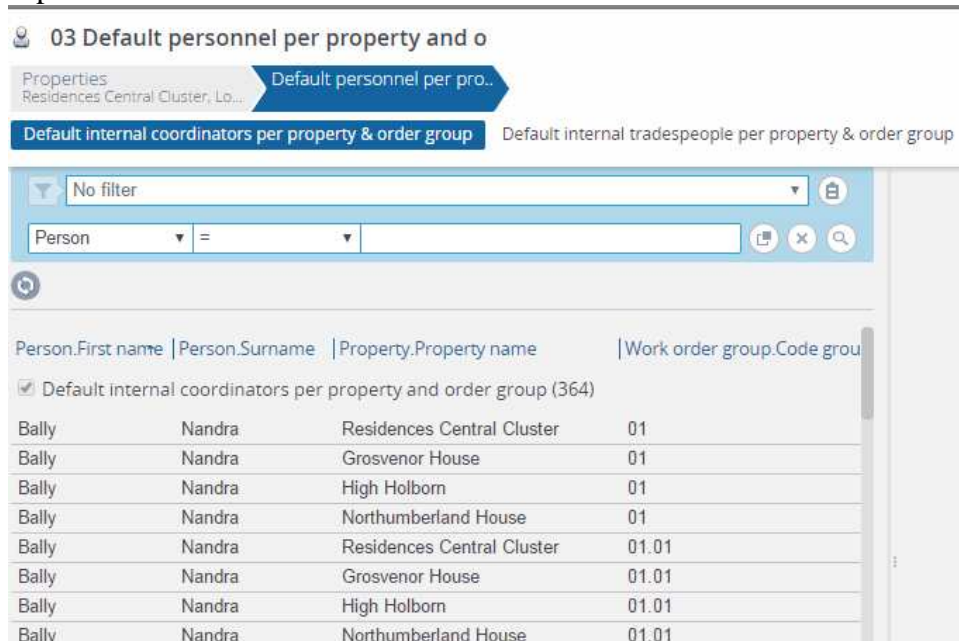 03 Default personnel per property and o
Properties
Residences Central Cluster, Lo...
Default personnel per pro..
Default internal coordinators per property & order group Default internal tradespeople per property & order group
No filter
Person =
Person.First name Person.Surname Property.Property name Work order group.Code grou
Default internal coordinators per property and order group (364)
Bally Nandra Residences Central Cluster 01
Bally Nandra Grosvenor House 01
Bally Nandra High Holborn 01
Bally Nandra Northumberland House 01
Bally Nandra Residences Central Cluster 01.01
Bally Nandra Grosvenor House 01.01
Bally Nandra High Holborn 01.01
Bally Nandra Northumberland House 01.01